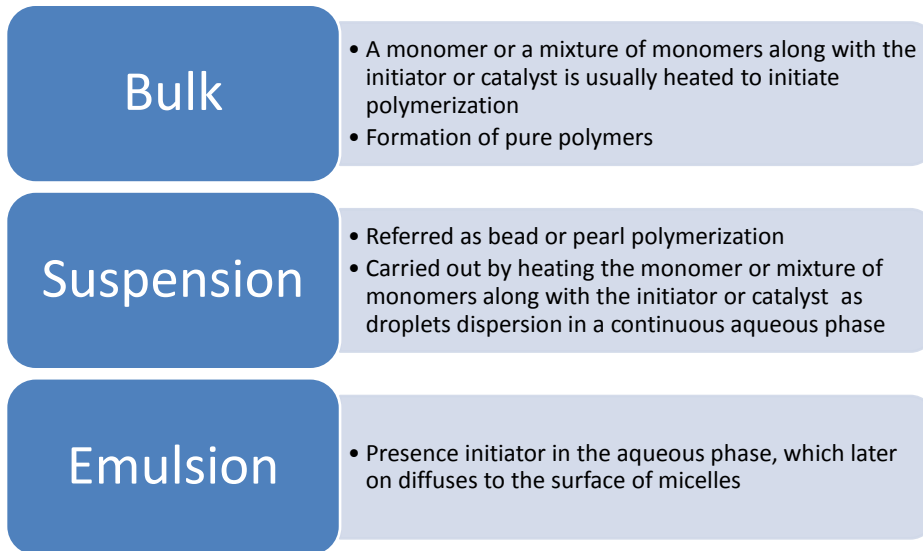 Bulk
• A monomer or a mixture of monomers along with the
initiator or catalyst is usually heated to initiate
polymerization
• Formation of pure polymers
Suspension
• Referred as bead or pearl polymerization
• Carried out by heating the monomer or mixture of
monomers along with the initiator or catalyst as
droplets dispersion in a continuous aqueous phase
Emulsion
• Presence initiator in the aqueous phase, which later
on diffuses to the surface of micelles